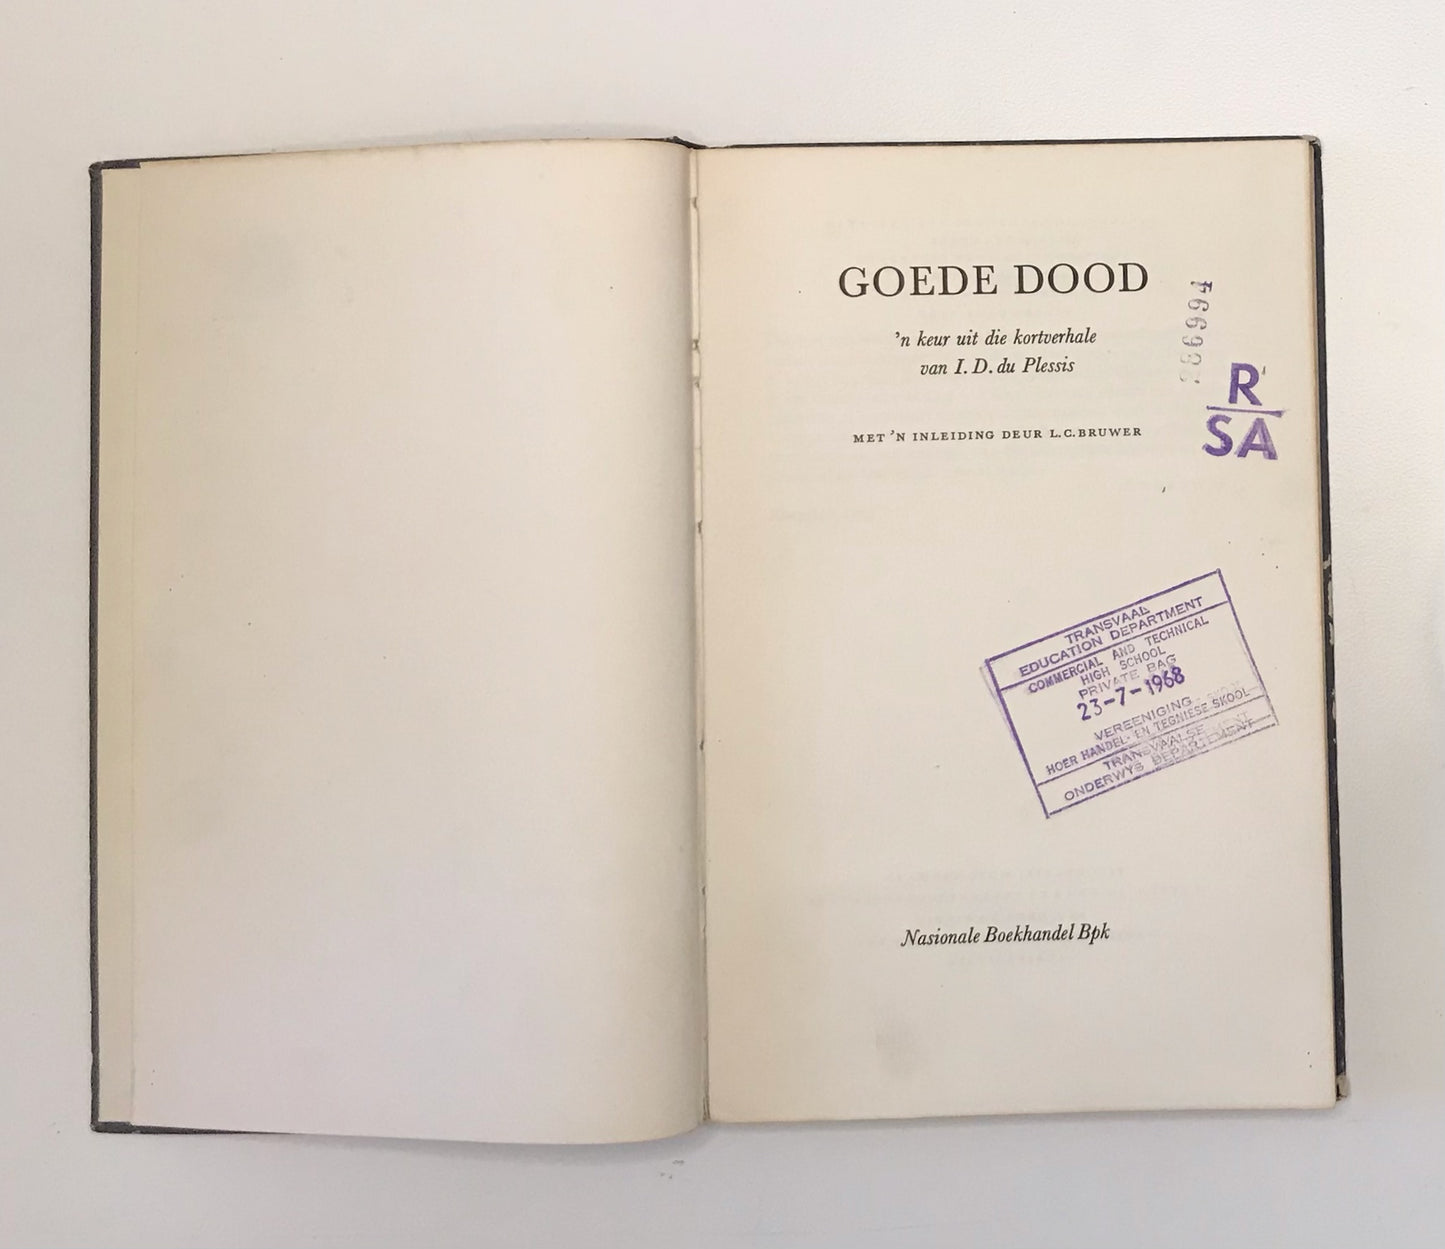 GOEDE DOOD
'n keur uit die kortverhale
van I. D. du Plessis
MET 'N INLEIDING DEUR L.C. BRUWER
R
SA
TRANSVAAL
EDUCATION DEPARTMENT
COMMERCIAL AND TECHNICAL
HIGH SCHOOL
PRIVATE BAG
23-7-1968
VEREENIGING
HOER HANDEL- EN TEGNIESE SKOOL
TRANSVAALSE
ONDERWYS DEPARTEMENT
Nasionale Boekhandel Bpk